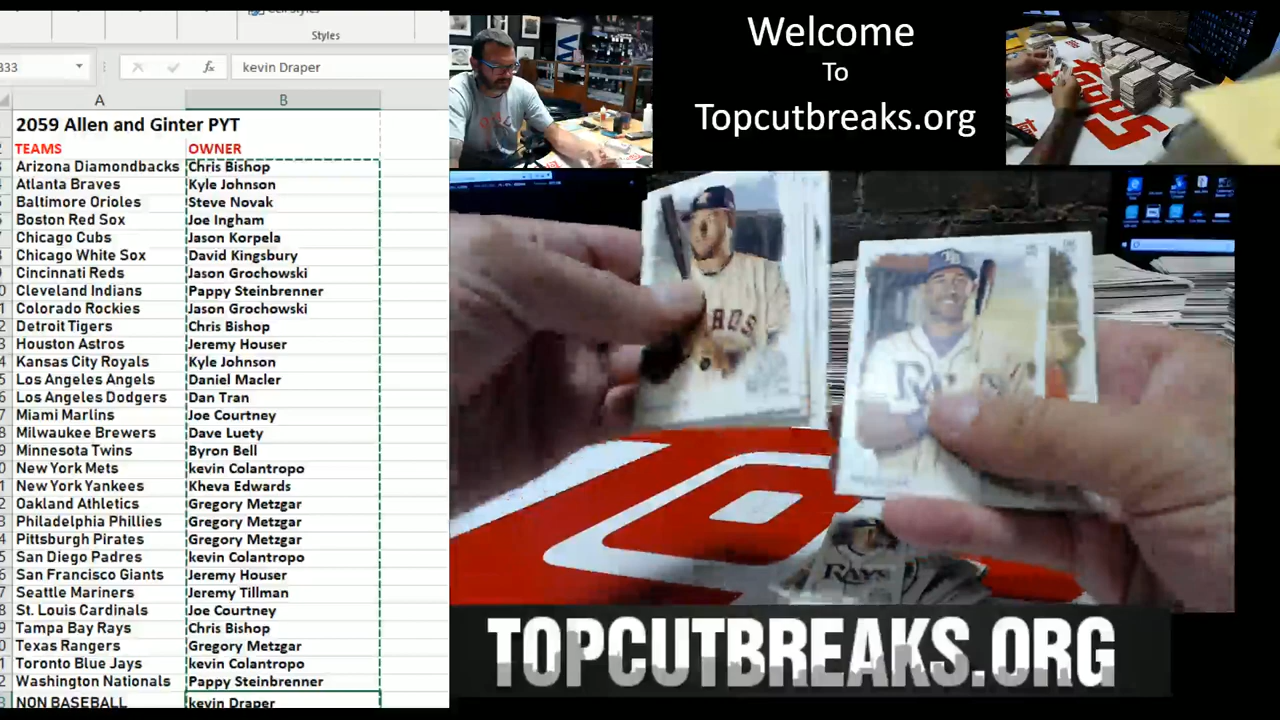 Styles
B33
fx
kevin Draper
A
B
2059 Allen and Ginter PYT
TEAMS OWNER
Arizona Diamondbacks Chris Bishop
Atlanta Braves Kyle Johnson
Baltimore Orioles Steve Novak
Boston Red Sox Joe Ingham
Chicago Cubs Jason Korpela
Chicago White Sox David Kingsbury
Cincinnati Reds Jason Grochowski
Cleveland Indians Pappy Steinbrenner
Colorado Rockies Jason Grochowski
Detroit Tigers Chris Bishop
Houston Astros Jeremy Houser
Kansas City Royals Kyle Johnson
Los Angeles Angels Daniel Macler
Los Angeles Dodgers Dan Tran
Miami Marlins Joe Courtney
Milwaukee Brewers Dave Luety
Minnesota Twins Byron Bell
New York Mets kevin Colantropo
New York Yankees Kheva Edwards
Oakland Athletics Gregory Metzgar
Philadelphia Phillies Gregory Metzgar
Pittsburgh Pirates Gregory Metzgar
San Diego Padres kevin Colantropo
San Francisco Giants Jeremy Houser
Seattle Mariners Jeremy Tillman
St. Louis Cardinals Joe Courtney
Tampa Bay Rays Chris Bishop
Texas Rangers Gregory Metzgar
Toronto Blue Jays kevin Colantropo
Washington Nationals Pappy Steinbrenner
NON BASEBALL kevin Draper
Welcome
To
Topcutbreaks.org
RAYS
TOPCUTBREAKS.ORG